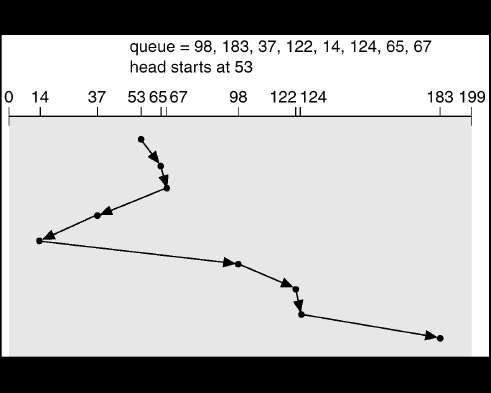 queue = 98, 183, 37, 122, 14, 124, 65, 67
head starts at 53
0 14 37 53 65 67 98 122 124 183 199